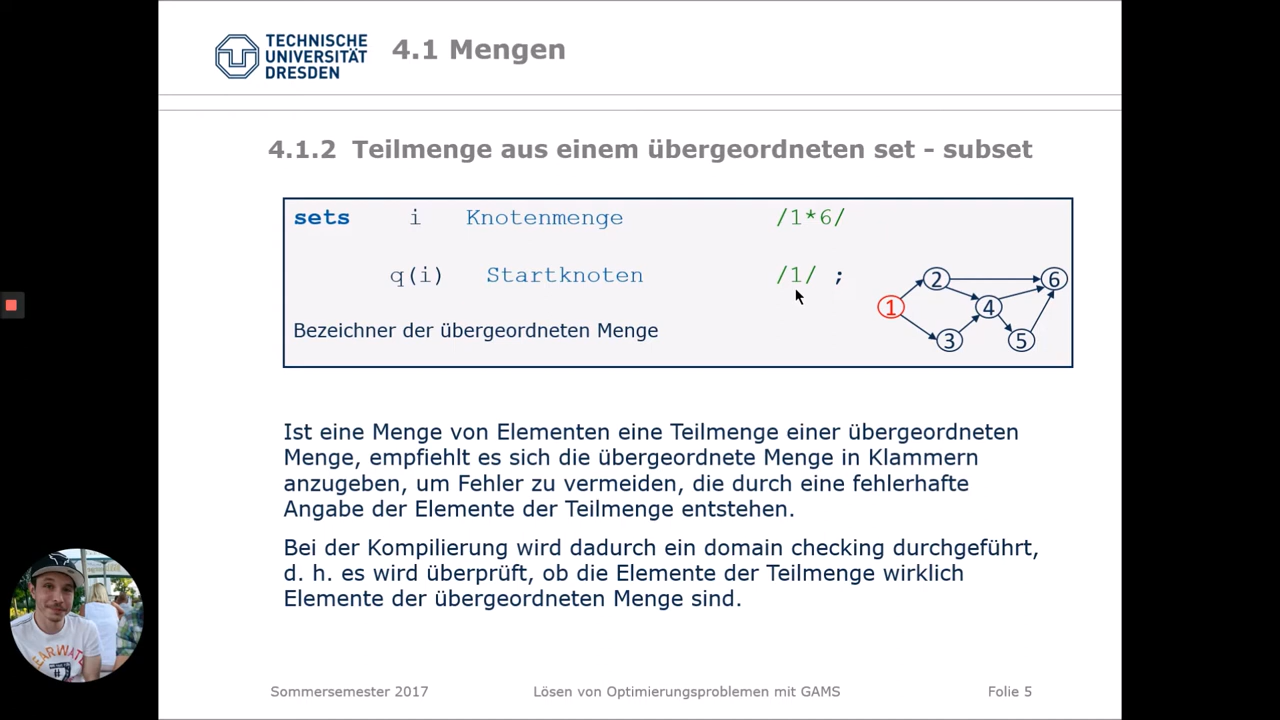 TECHNISCHE
UNIVERSITÄT
DRESDEN
4.1 Mengen
4.1.2 Teilmenge aus einem übergeordneten set - subset
sets i Knotenmenge /1*6/
q(i) Startknoten /1/ ;
Bezeichner der übergeordneten Menge
1
2
3
4
5
6
Ist eine Menge von Elementen eine Teilmenge einer übergeordneten
Menge, empfiehlt es sich die übergeordnete Menge in Klammern
anzugeben, um Fehler zu vermeiden, die durch eine fehlerhafte
Angabe der Elemente der Teilmenge entstehen.
Bei der Kompilierung wird dadurch ein domain checking durchgeführt,
d. h. es wird überprüft, ob die Elemente der Teilmenge wirklich
Elemente der übergeordneten Menge sind.
Sommersemester 2017 Lösen von Optimierungsproblemen mit GAMS Folie 5